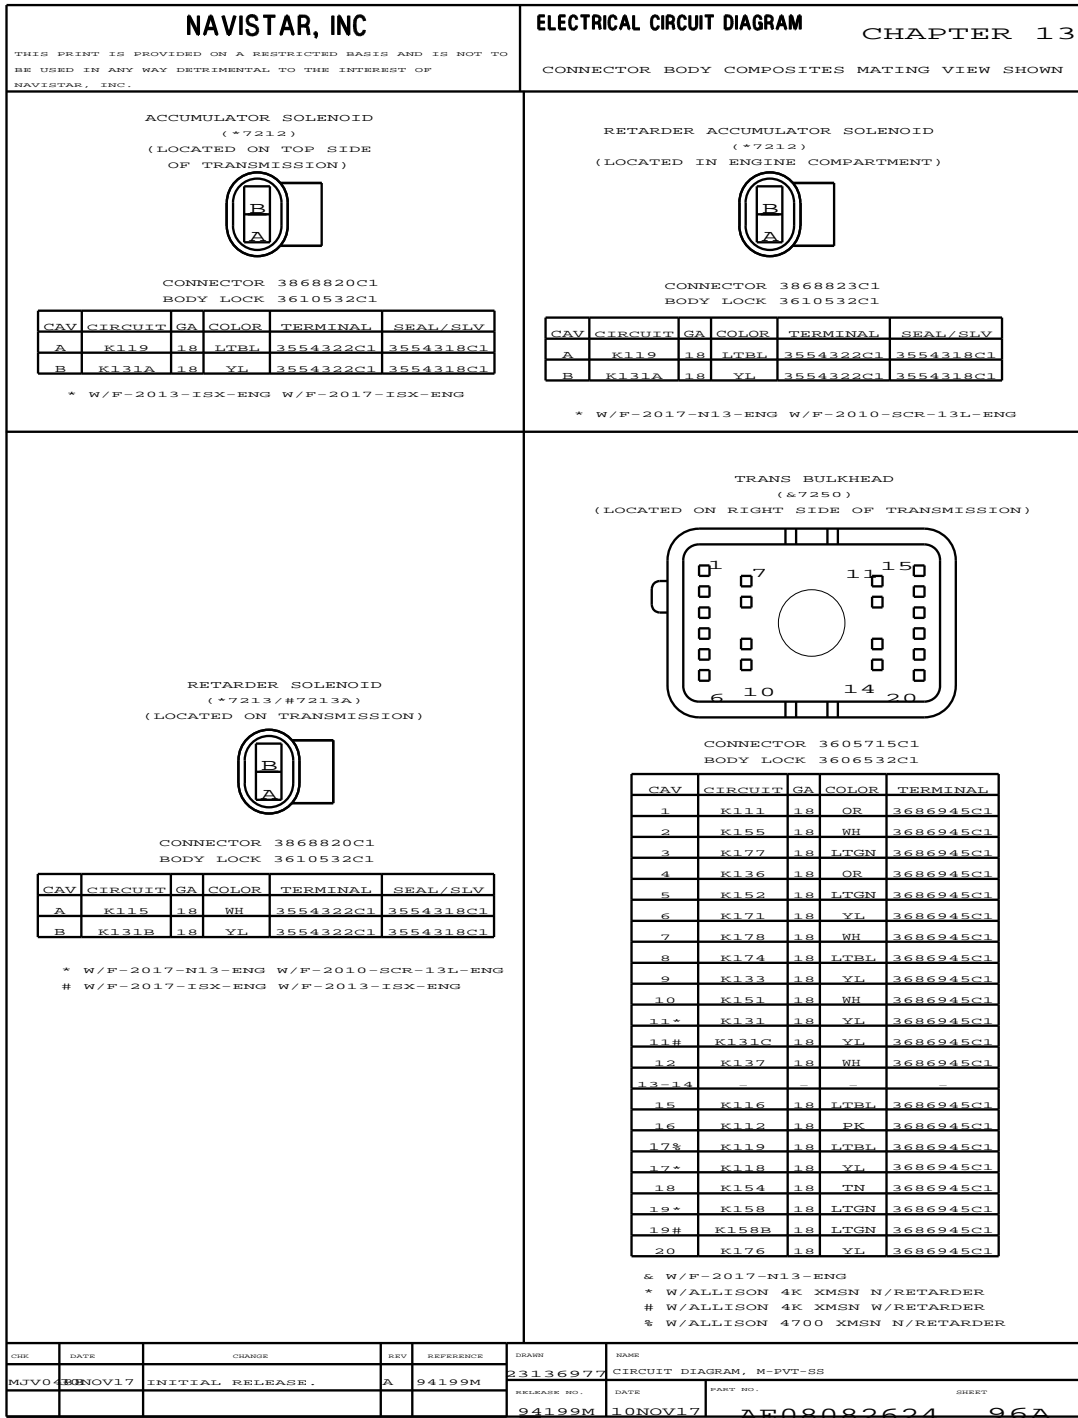 NAVISTAR, INC
THIS PRINT IS PROVIDED ON A RESTRICTED BASIS AND IS NOT TO
BE USED IN ANY WAY DETRIMENTAL TO THE INTEREST OF
NAVISTAR, INC.
ELECTRICAL CIRCUIT DIAGRAM
CHAPTER 13
CONNECTOR BODY COMPOSITES MATING VIEW SHOWN
ACCUMULATOR SOLENOID
(*7212)
(LOCATED ON TOP SIDE
OF TRANSMISSION)
B
A
CONNECTOR 3868820C1
BODY LOCK 3610532C1
CAV CIRCUIT GA COLOR TERMINAL SEAL/SLV
A K119 18 LTBL 3554322C1 3554318C1
B K131A 18 YL 3554322C1 3554318C1
* W/F-2013-ISX-ENG W/F-2017-ISX-ENG
RETARDER ACCUMULATOR SOLENOID
(*7212)
(LOCATED IN ENGINE COMPARTMENT)
B
A
CONNECTOR 3868823C1
BODY LOCK 3610532C1
CAV CIRCUIT GA COLOR TERMINAL SEAL/SLV
A K119 18 LTBL 3554322C1 3554318C1
B K131A 18 YL 3554322C1 3554318C1
* W/F-2017-N13-ENG W/F-2010-SCR-13L-ENG
RETARDER SOLENOID
(*7213/#7213A)
(LOCATED ON TRANSMISSION)
B
A
CONNECTOR 3868820C1
BODY LOCK 3610532C1
CAV CIRCUIT GA COLOR TERMINAL SEAL/SLV
A K115 18 WH 3554322C1 3554318C1
B K131B 18 YL 3554322C1 3554318C1
* W/F-2017-N13-ENG W/F-2010-SCR-13L-ENG
# W/F-2017-ISX-ENG W/F-2013-ISX-ENG
TRANS BULKHEAD
(&7250)
(LOCATED ON RIGHT SIDE OF TRANSMISSION)
1 7 11 15
6 10 14 20
CONNECTOR 3605715C1
BODY LOCK 3606532C1
CAV CIRCUIT GA COLOR TERMINAL
1 K111 18 OR 3686945C1
2 K155 18 WH 3686945C1
3 K177 18 LTGN 3686945C1
4 K136 18 OR 3686945C1
5 K152 18 LTGN 3686945C1
6 K171 18 YL 3686945C1
7 K178 18 WH 3686945C1
8 K174 18 LTBL 3686945C1
9 K133 18 YL 3686945C1
10 K151 18 WH 3686945C1
11* K131 18 YL 3686945C1
11# K131C 18 YL 3686945C1
12 K137 18 WH 3686945C1
13-14 - - - -
15 K116 18 LTBL 3686945C1
16 K112 18 PK 3686945C1
17% K119 18 LTBL 3686945C1
17* K118 18 YL 3686945C1
18 K154 18 TN 3686945C1
19* K158 18 LTGN 3686945C1
19# K158B 18 LTGN 3686945C1
20 K176 18 YL 3686945C1
& W/F-2017-N13-ENG
* W/ALLISON 4K XMSN N/RETARDER
# W/ALLISON 4K XMSN W/RETARDER
% W/ALLISON 4700 XMSN N/RETARDER
CHK DATE CHANGE REV REFERENCE
INITIAL RELEASE. A 94199M
DRAWN
23136977
NAME
CIRCUIT DIAGRAM, M-PVT-SS
RELEASE NO.
94199M
DATE
10NOV17
PART NO.
AF08082624
SHEET
96A